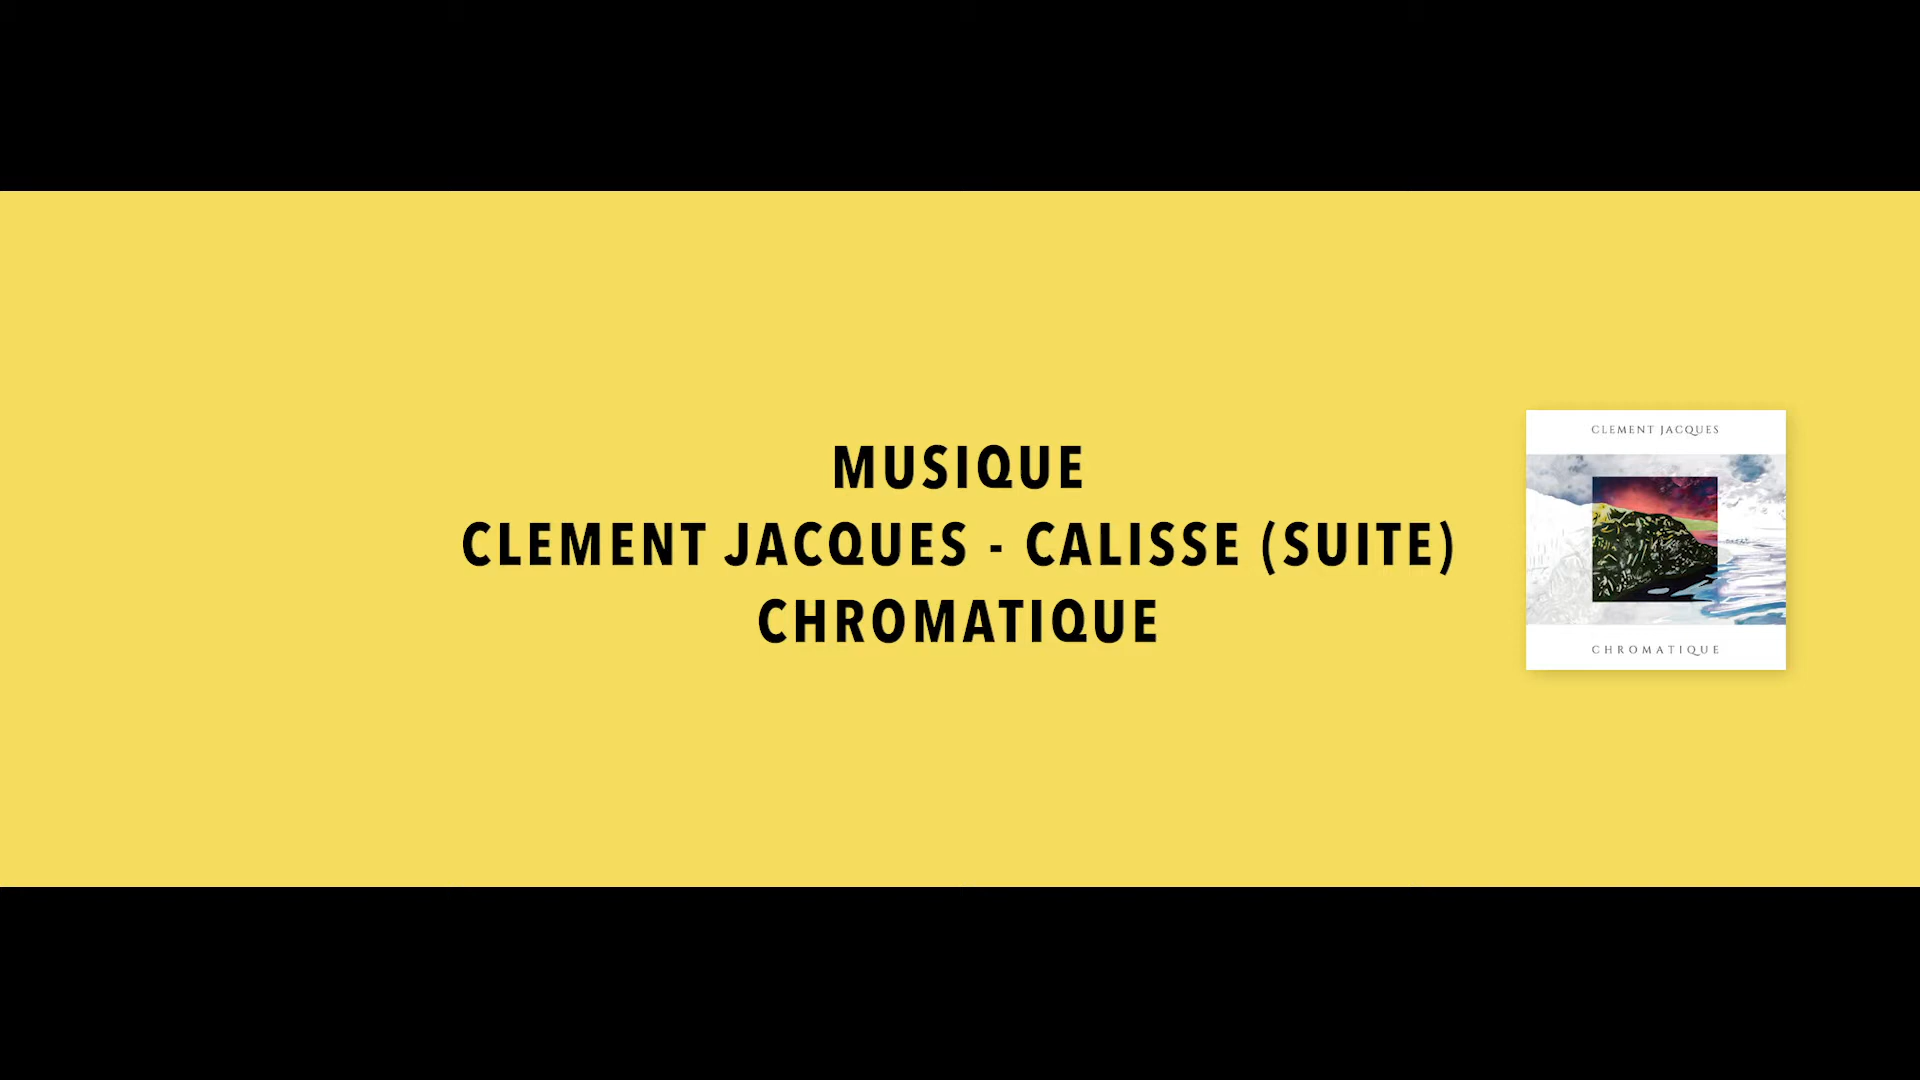 MUSIQUE
CLEMENT JACQUES - CALISSE (SUITE)
CHROMATIQUE
CLEMENT JACQUES
CHROMATIQUE